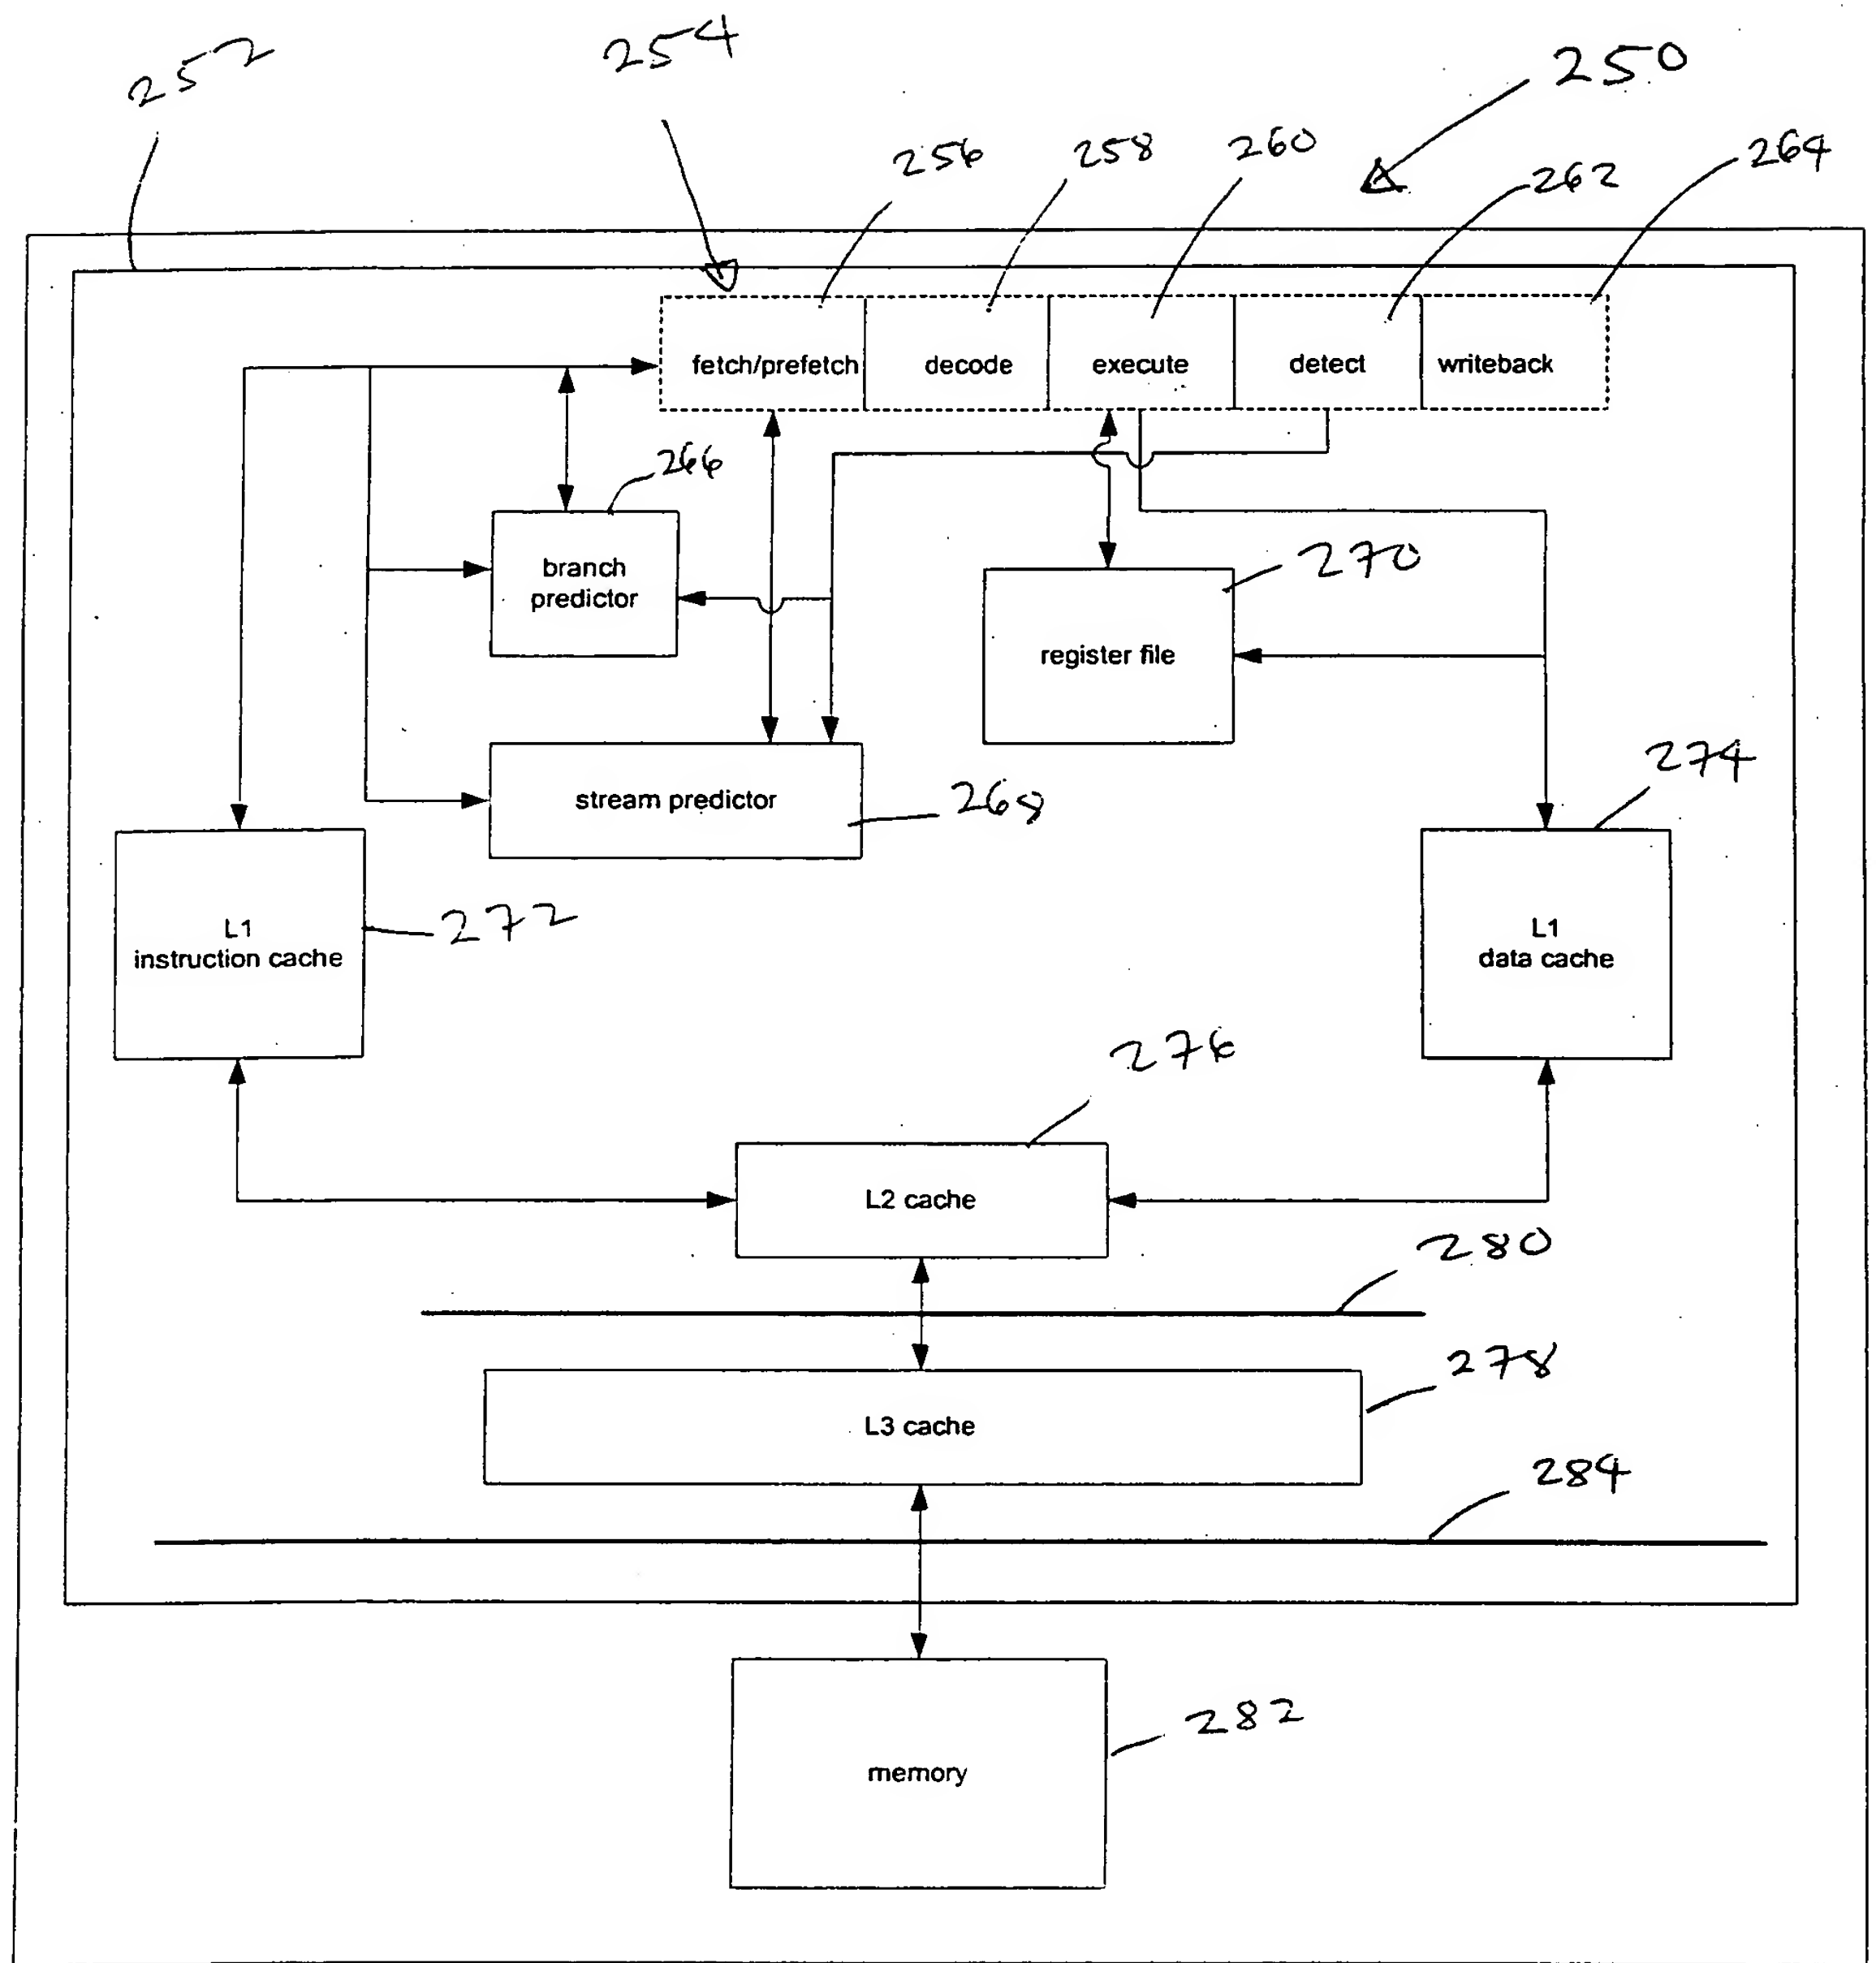 252
254
250
256
258
260
262
264
fetch/prefetch
decode
execute
detect
writeback
266
branch
predictor
270
register file
274
stream predictor
268
L1
instruction cache
272
L1
data cache
276
L2 cache
280
278
L3 cache
284
282
memory